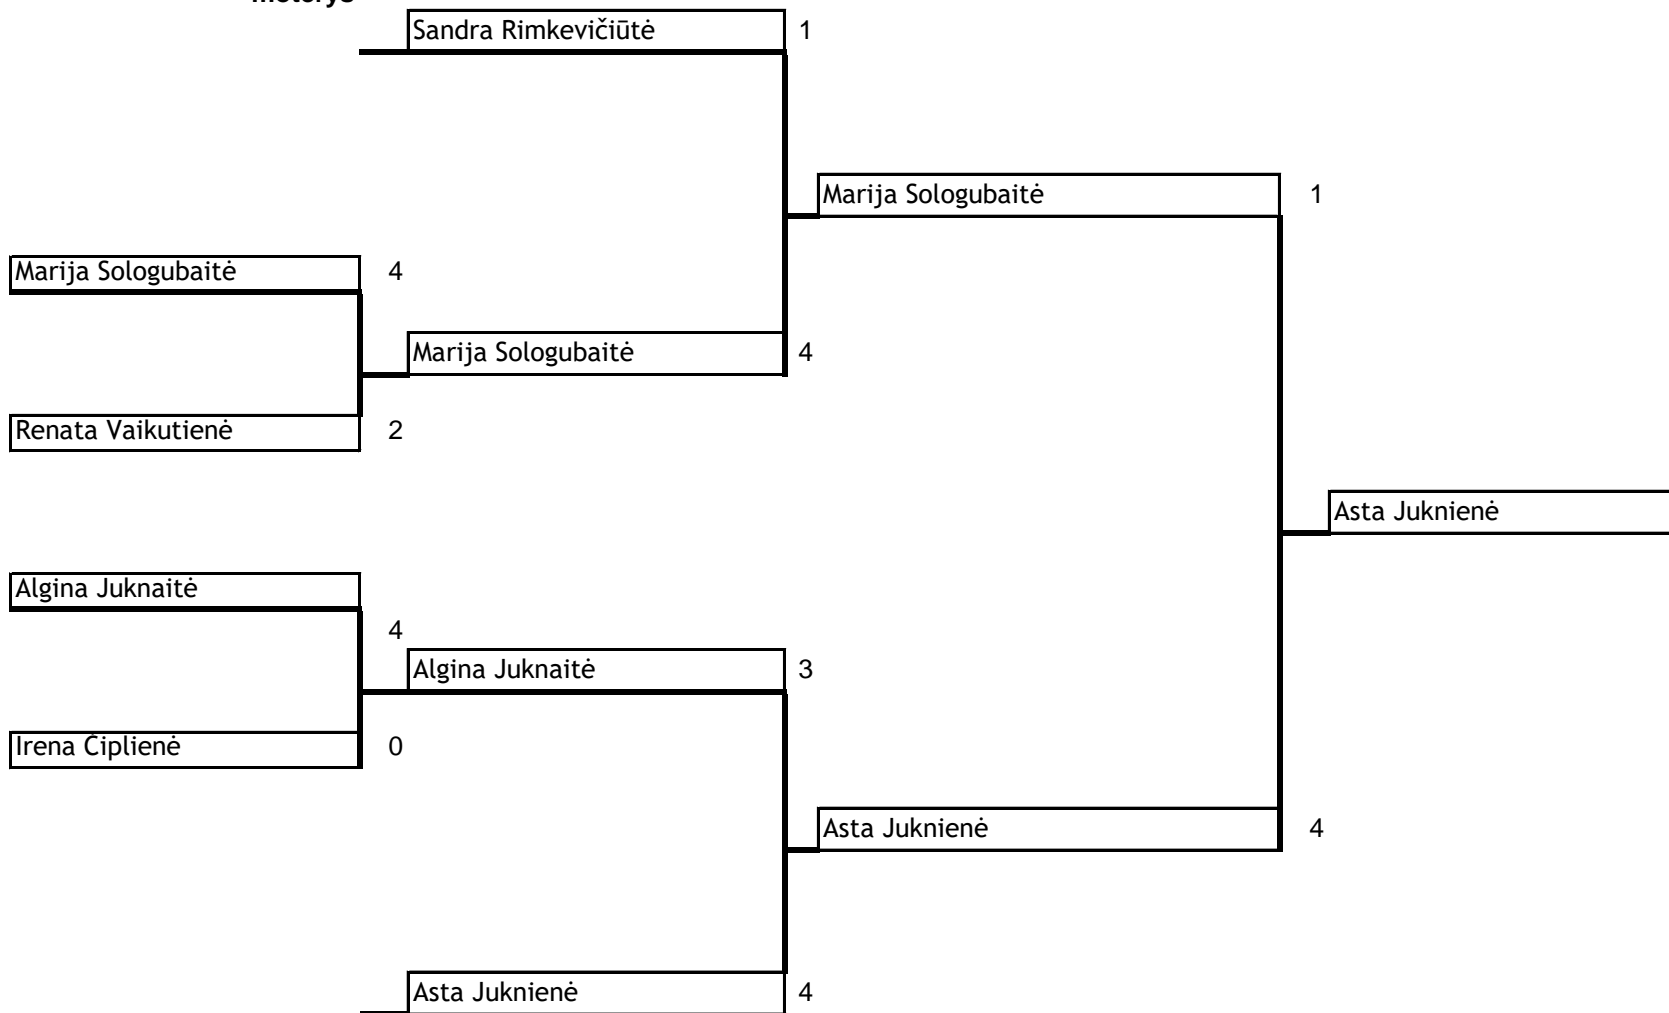 moterys
Sandra Rimkevičiūtė 1
Marija Sologubaitė 1
Marija Sologubaitė 4
Marija Sologubaitė 4
Renata Vaikutienė 2
Asta Juknienė
Algina Juknaitė
4
Algina Juknaitė 3
Irena Čiplienė 0
Asta Juknienė 4
Asta Juknienė 4